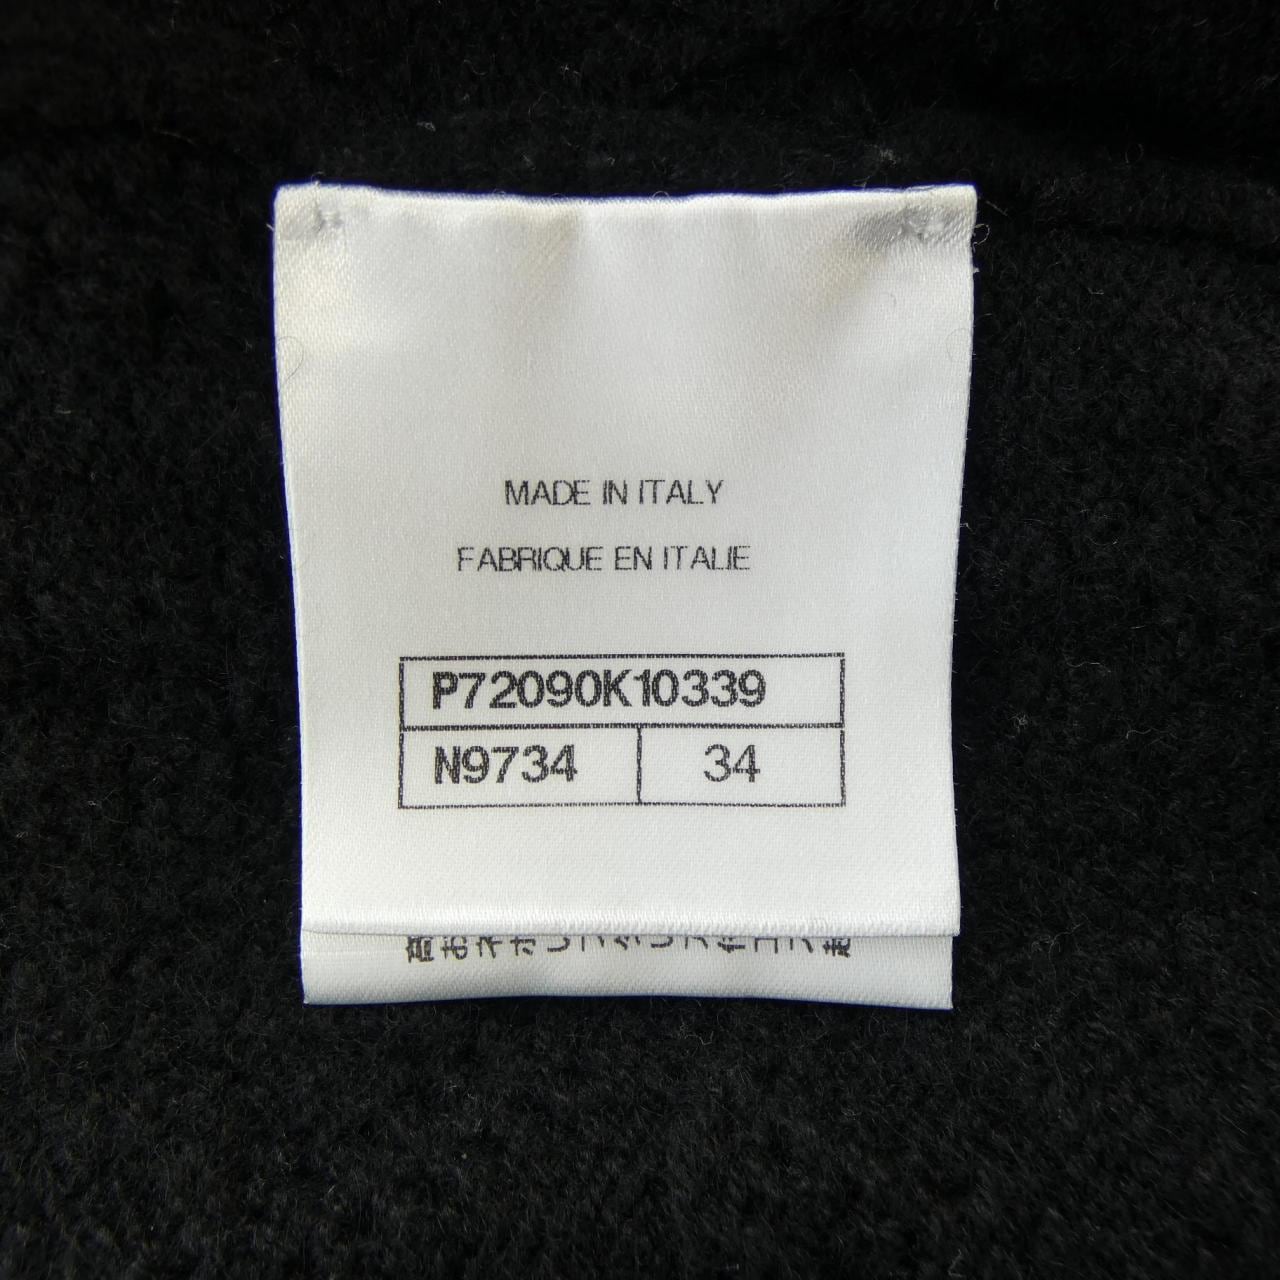 MADE IN ITALY
FABRIQUE EN ITALIE
P72090K10339
N9734 34